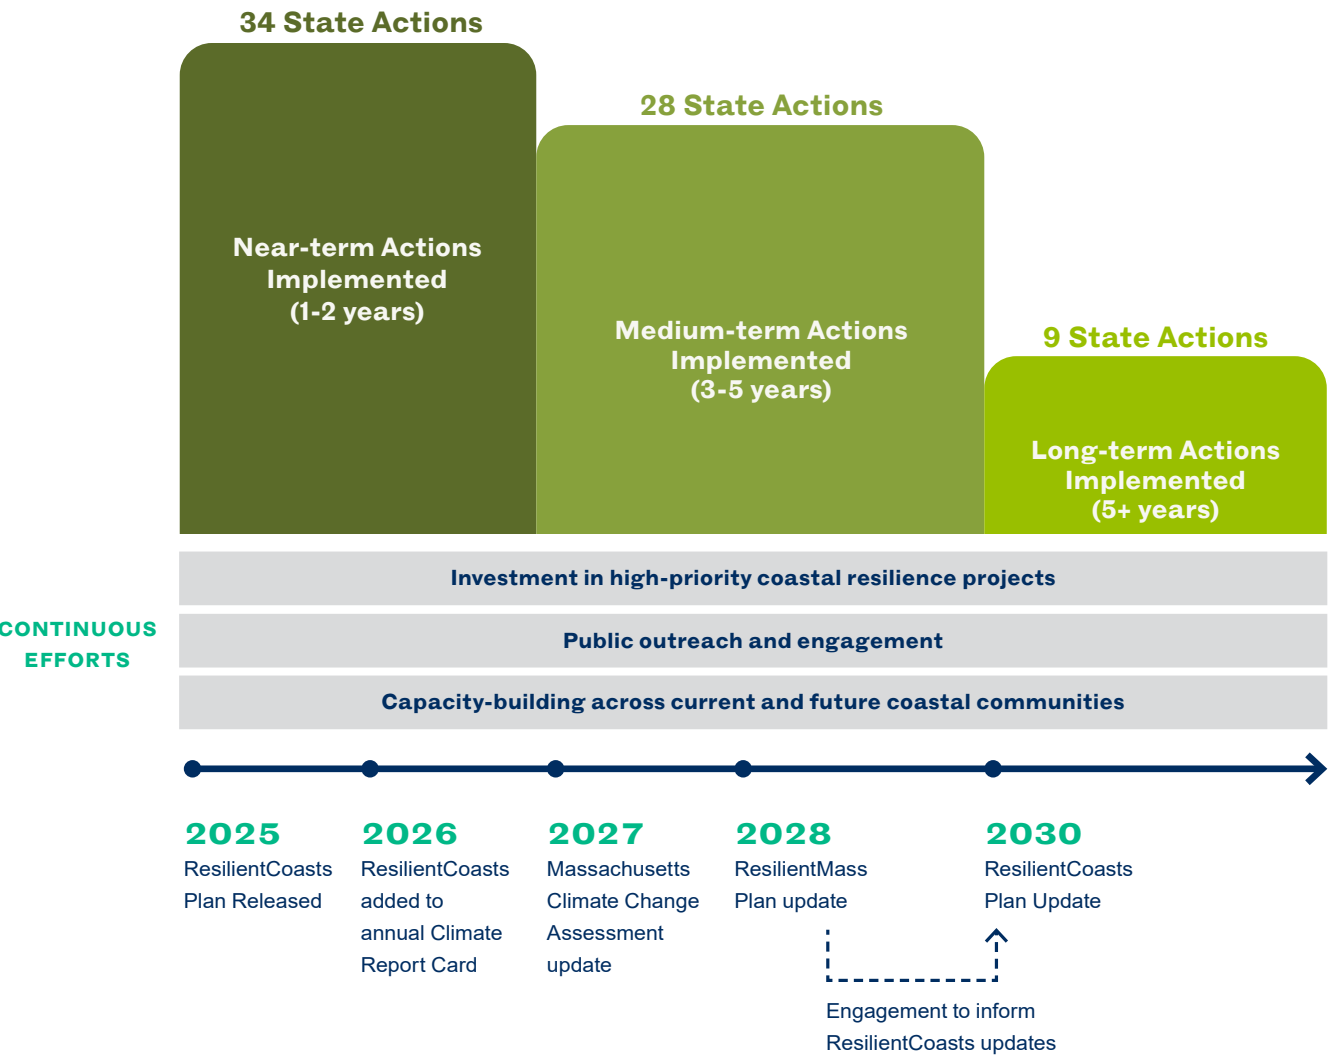 34 State Actions
Near-term Actions
Implemented
(1-2 years)
28 State Actions
Medium-term Actions
Implemented
(3-5 years)
9 State Actions
Long-term Actions
Implemented
(5+ years)
CONTINUOUS
EFFORTS
Investment in high-priority coastal resilience projects
Public outreach and engagement
Capacity-building across current and future coastal communities
2025
ResilientCoasts
Plan Released
2026
ResilientCoasts
added to
annual Climate
Report Card
2027
Massachusetts
Climate Change
Assessment
update
2028
ResilientMass
Plan update
2030
ResilientCoasts
Plan Update
Engagement to inform
ResilientCoasts updates